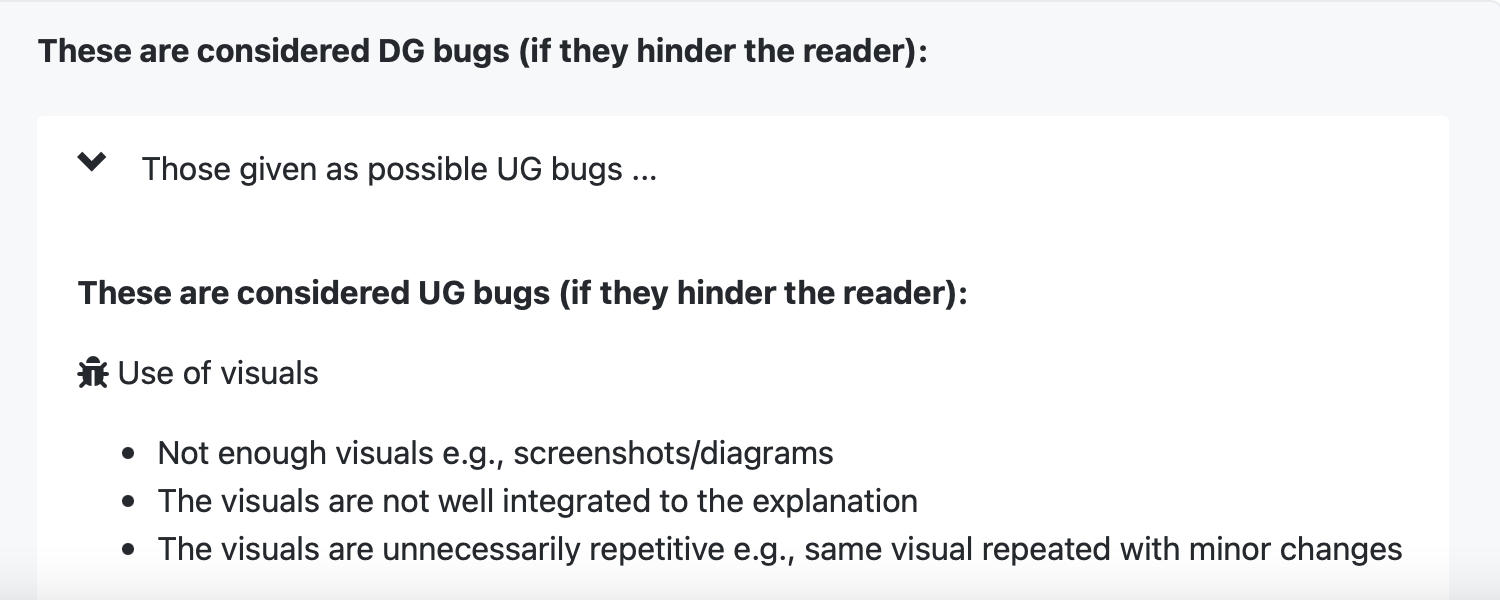 These are considered DG bugs (if they hinder the reader):
Those given as possible UG bugs ...
These are considered UG bugs (if they hinder the reader):
Use of visuals
Not enough visuals e.g., screenshots/diagrams
The visuals are not well integrated to the explanation
The visuals are unnecessarily repetitive e.g., same visual repeated with minor changes